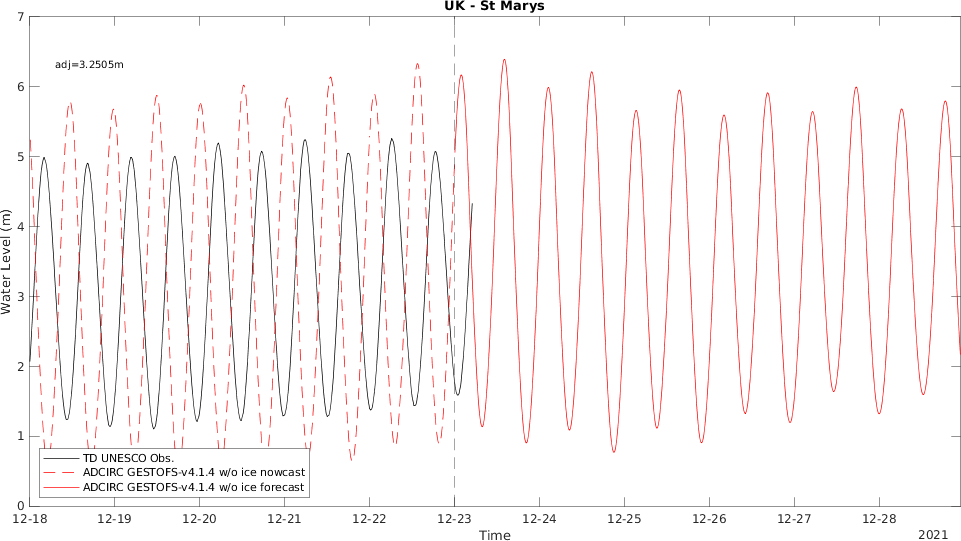 UK - St Marys
7
adj=3.2505m
6
5
4
3
2
1
0
Water Level (m)
TD UNESCO Obs.
ADCIRC GESTOFS-v4.1.4 w/o ice nowcast
ADCIRC GESTOFS-v4.1.4 w/o ice forecast
12-18 12-19 12-20 12-21 12-22 12-23 12-24 12-25 12-26 12-27 12-28
Time
2021